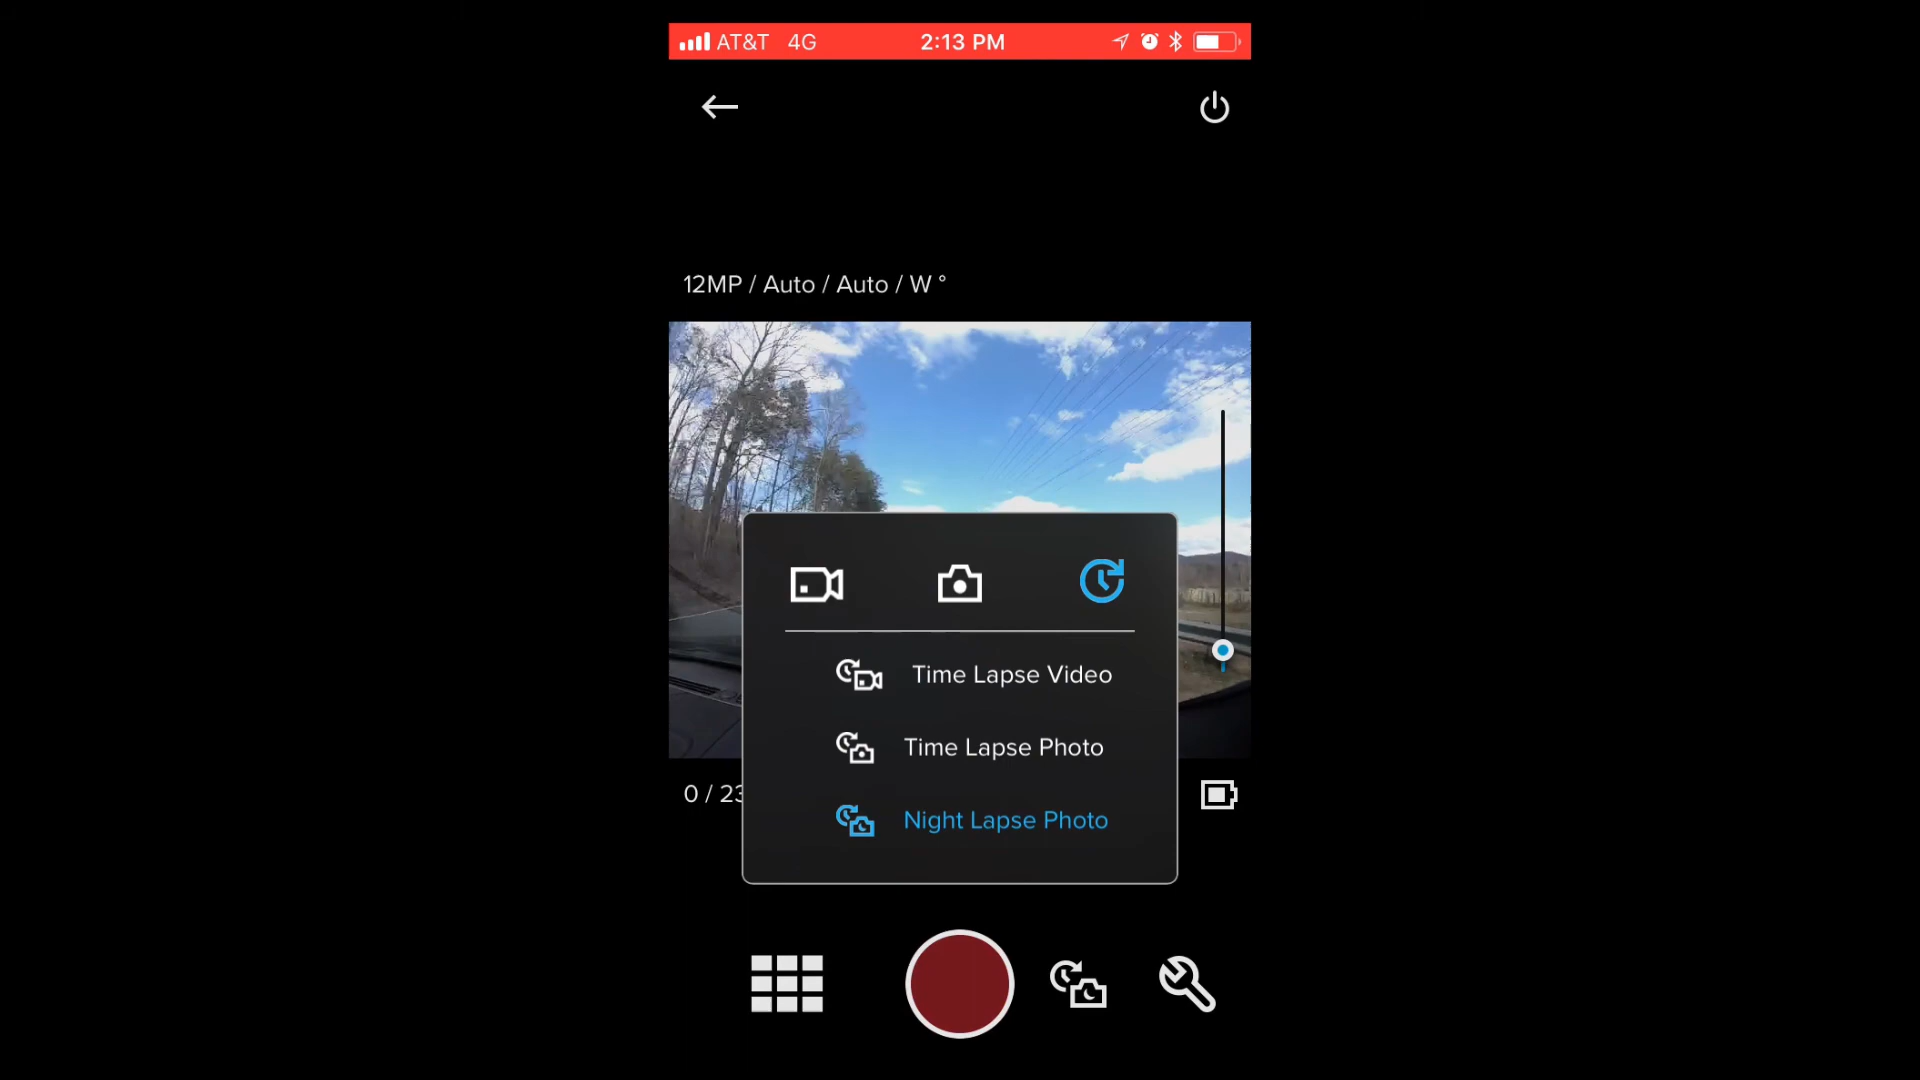 AT&T 4G 2:13 PM
12MP / Auto / Auto / W °
Time Lapse Video
Time Lapse Photo
0 / 23
Night Lapse Photo